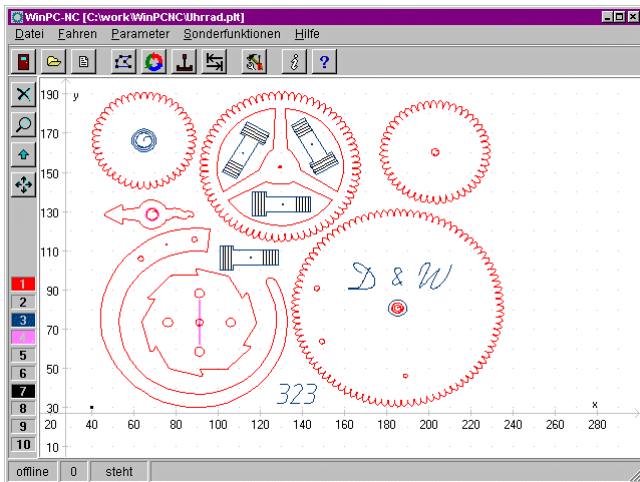 WinPC-NC [C:\work\WinPCNC\Uhrrad.plt]
Datei Fahren Parameter Sonderfunktionen Hilfe
i ?
190 y
170
150
130
110
1 90
2
3 70
4
5 50
6
7
8 30 x
9 20 40 60 80 100 120 140 160 180 200 220 240 260 280
10 10
D & W
323
offline 0 steht